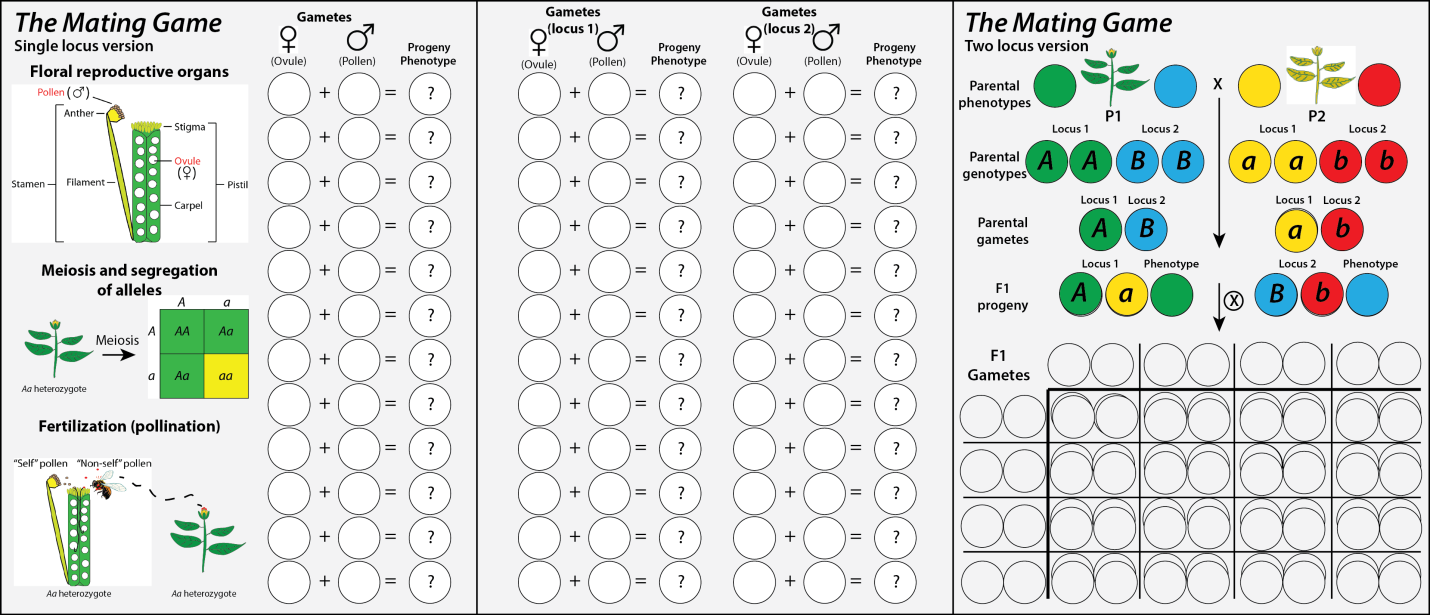 The Mating Game
Single locus version
Floral reproductive organs
Pollen (♂)
Anther
Stigma
Ovule
(♀)
Stamen
Filament
Pistil
Carpel
Meiosis and segregation
of alleles
A a
A AA Aa
Meiosis
a Aa aa
Aa heterozygote
Fertilization (pollination)
"Self" pollen "Non-self" pollen
Aa heterozygote Aa heterozygote
Gametes
♀ ♂
(Ovule) (Pollen)
Progeny
Phenotype
+ = ?
+ = ?
+ = ?
+ = ?
+ = ?
+ = ?
+ = ?
+ = ?
+ = ?
+ = ?
+ = ?
+ = ?
Gametes
(locus 1)
♀ ♂
(Ovule) (Pollen)
Progeny
Phenotype
+ = ?
+ = ?
+ = ?
+ = ?
+ = ?
+ = ?
+ = ?
+ = ?
+ = ?
+ = ?
+ = ?
+ = ?
Gametes
(locus 2)
♀ ♂
(Ovule) (Pollen)
Progeny
Phenotype
+ = ?
+ = ?
+ = ?
+ = ?
+ = ?
+ = ?
+ = ?
+ = ?
+ = ?
+ = ?
+ = ?
+ = ?
The Mating Game
Two locus version
Parental
phenotypes
X
P1 P2
Locus 1 Locus 2 Locus 1 Locus 2
Parental
genotypes
A A B B a a b b
Locus 1 Locus 2 Locus 1 Locus 2
Parental
gametes
A B a b
Locus 1 Phenotype Locus 2 Phenotype
F1
progeny
A a X B b
F1
Gametes